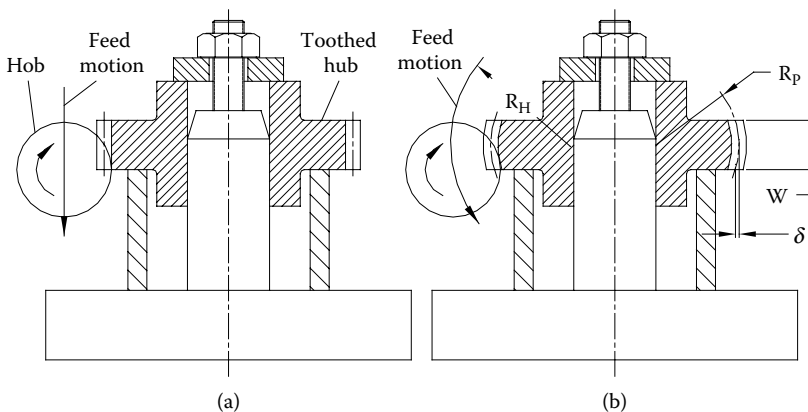 Hob
Feed
motion
Toothed
hub
(a)
Feed
motion
R_H
R_P
W
δ
(b)